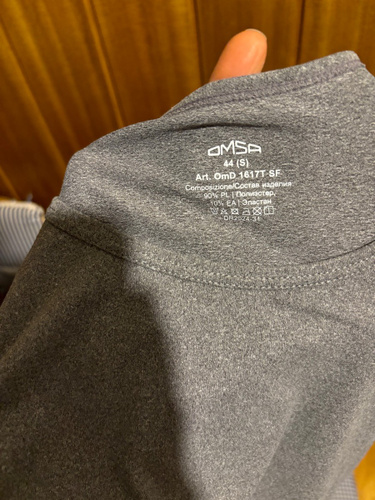 OMSA
44 (S)
Art. OmD 1617T SF
Composizione/Состав изделия:
90% PL | Полиэстер,
10% EA | Эластан